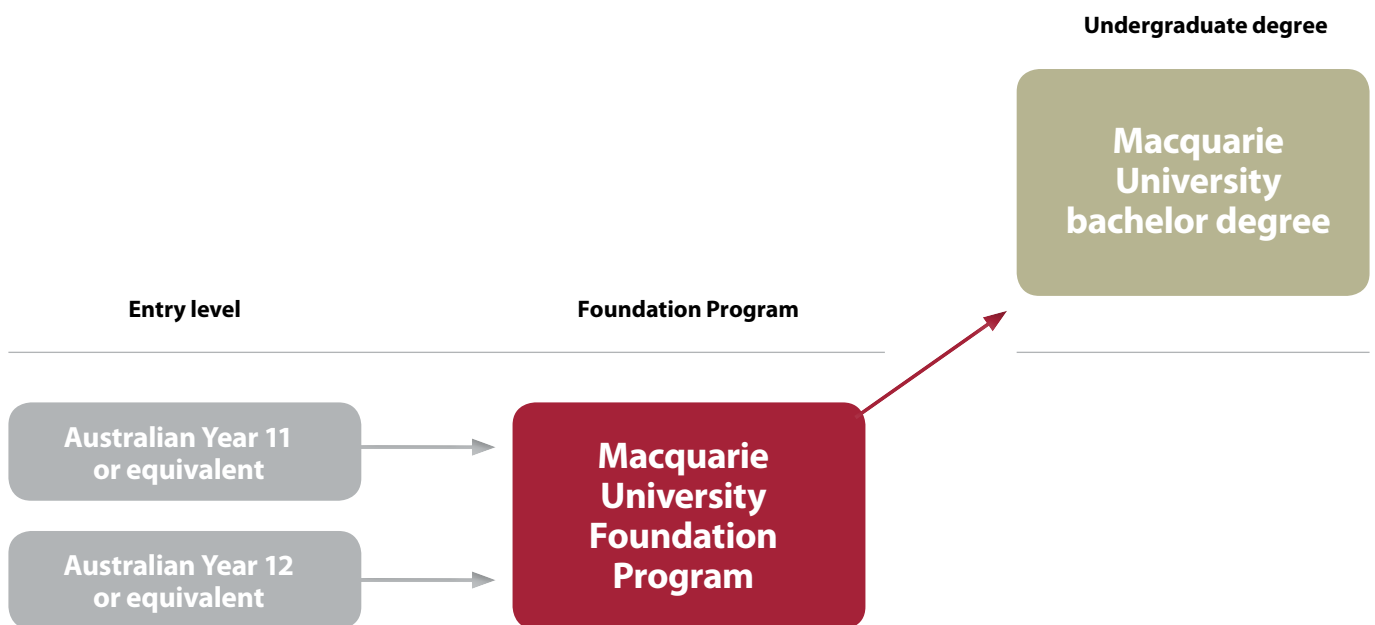 Undergraduate degree
Macquarie
University
bachelor degree
Entry level
Foundation Program
Australian Year 11
or equivalent
Macquarie
University
Foundation
Program
Australian Year 12
or equivalent